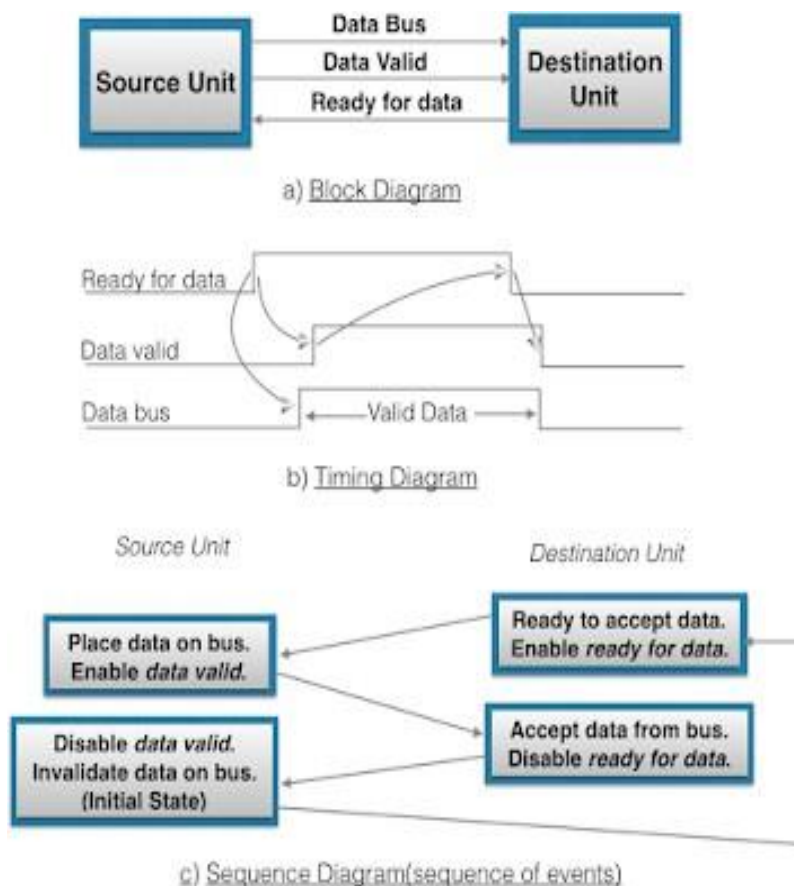 Data Bus
Source Unit
Data Valid
Destination
Unit
Ready for data
a) Block Diagram
Ready for data
Data valid
Data bus
Valid Data
b) Timing Diagram
Source Unit
Destination Unit
Place data on bus.
Enable data valid.
Ready to accept data.
Enable ready for data.
Disable data valid.
Invalidate data on bus.
(Initial State)
Accept data from bus.
Disable ready for data.
c) Sequence Diagram(sequence of events)